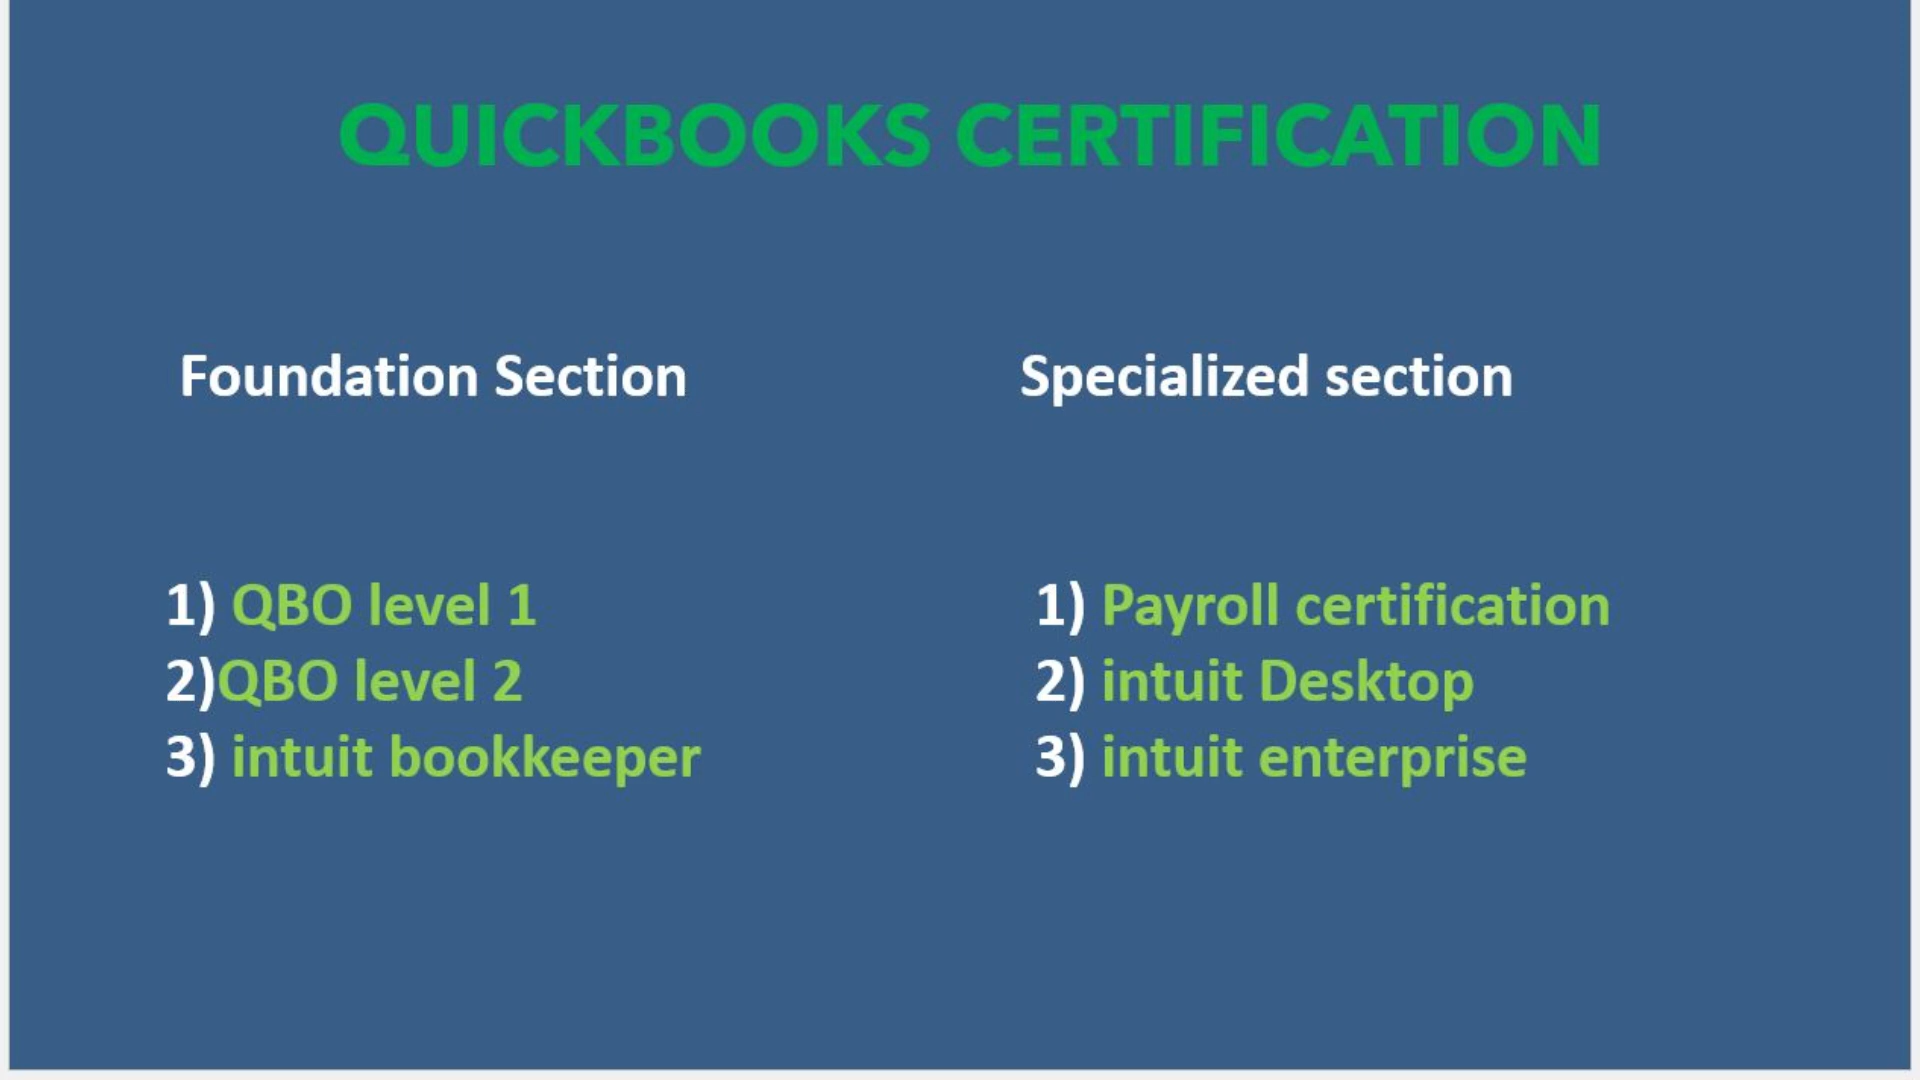 QUICKBOOKS CERTIFICATION
Foundation Section
1) QBO level 1
2)QBO level 2
3) intuit bookkeeper
Specialized section
1) Payroll certification
2) intuit Desktop
3) intuit enterprise